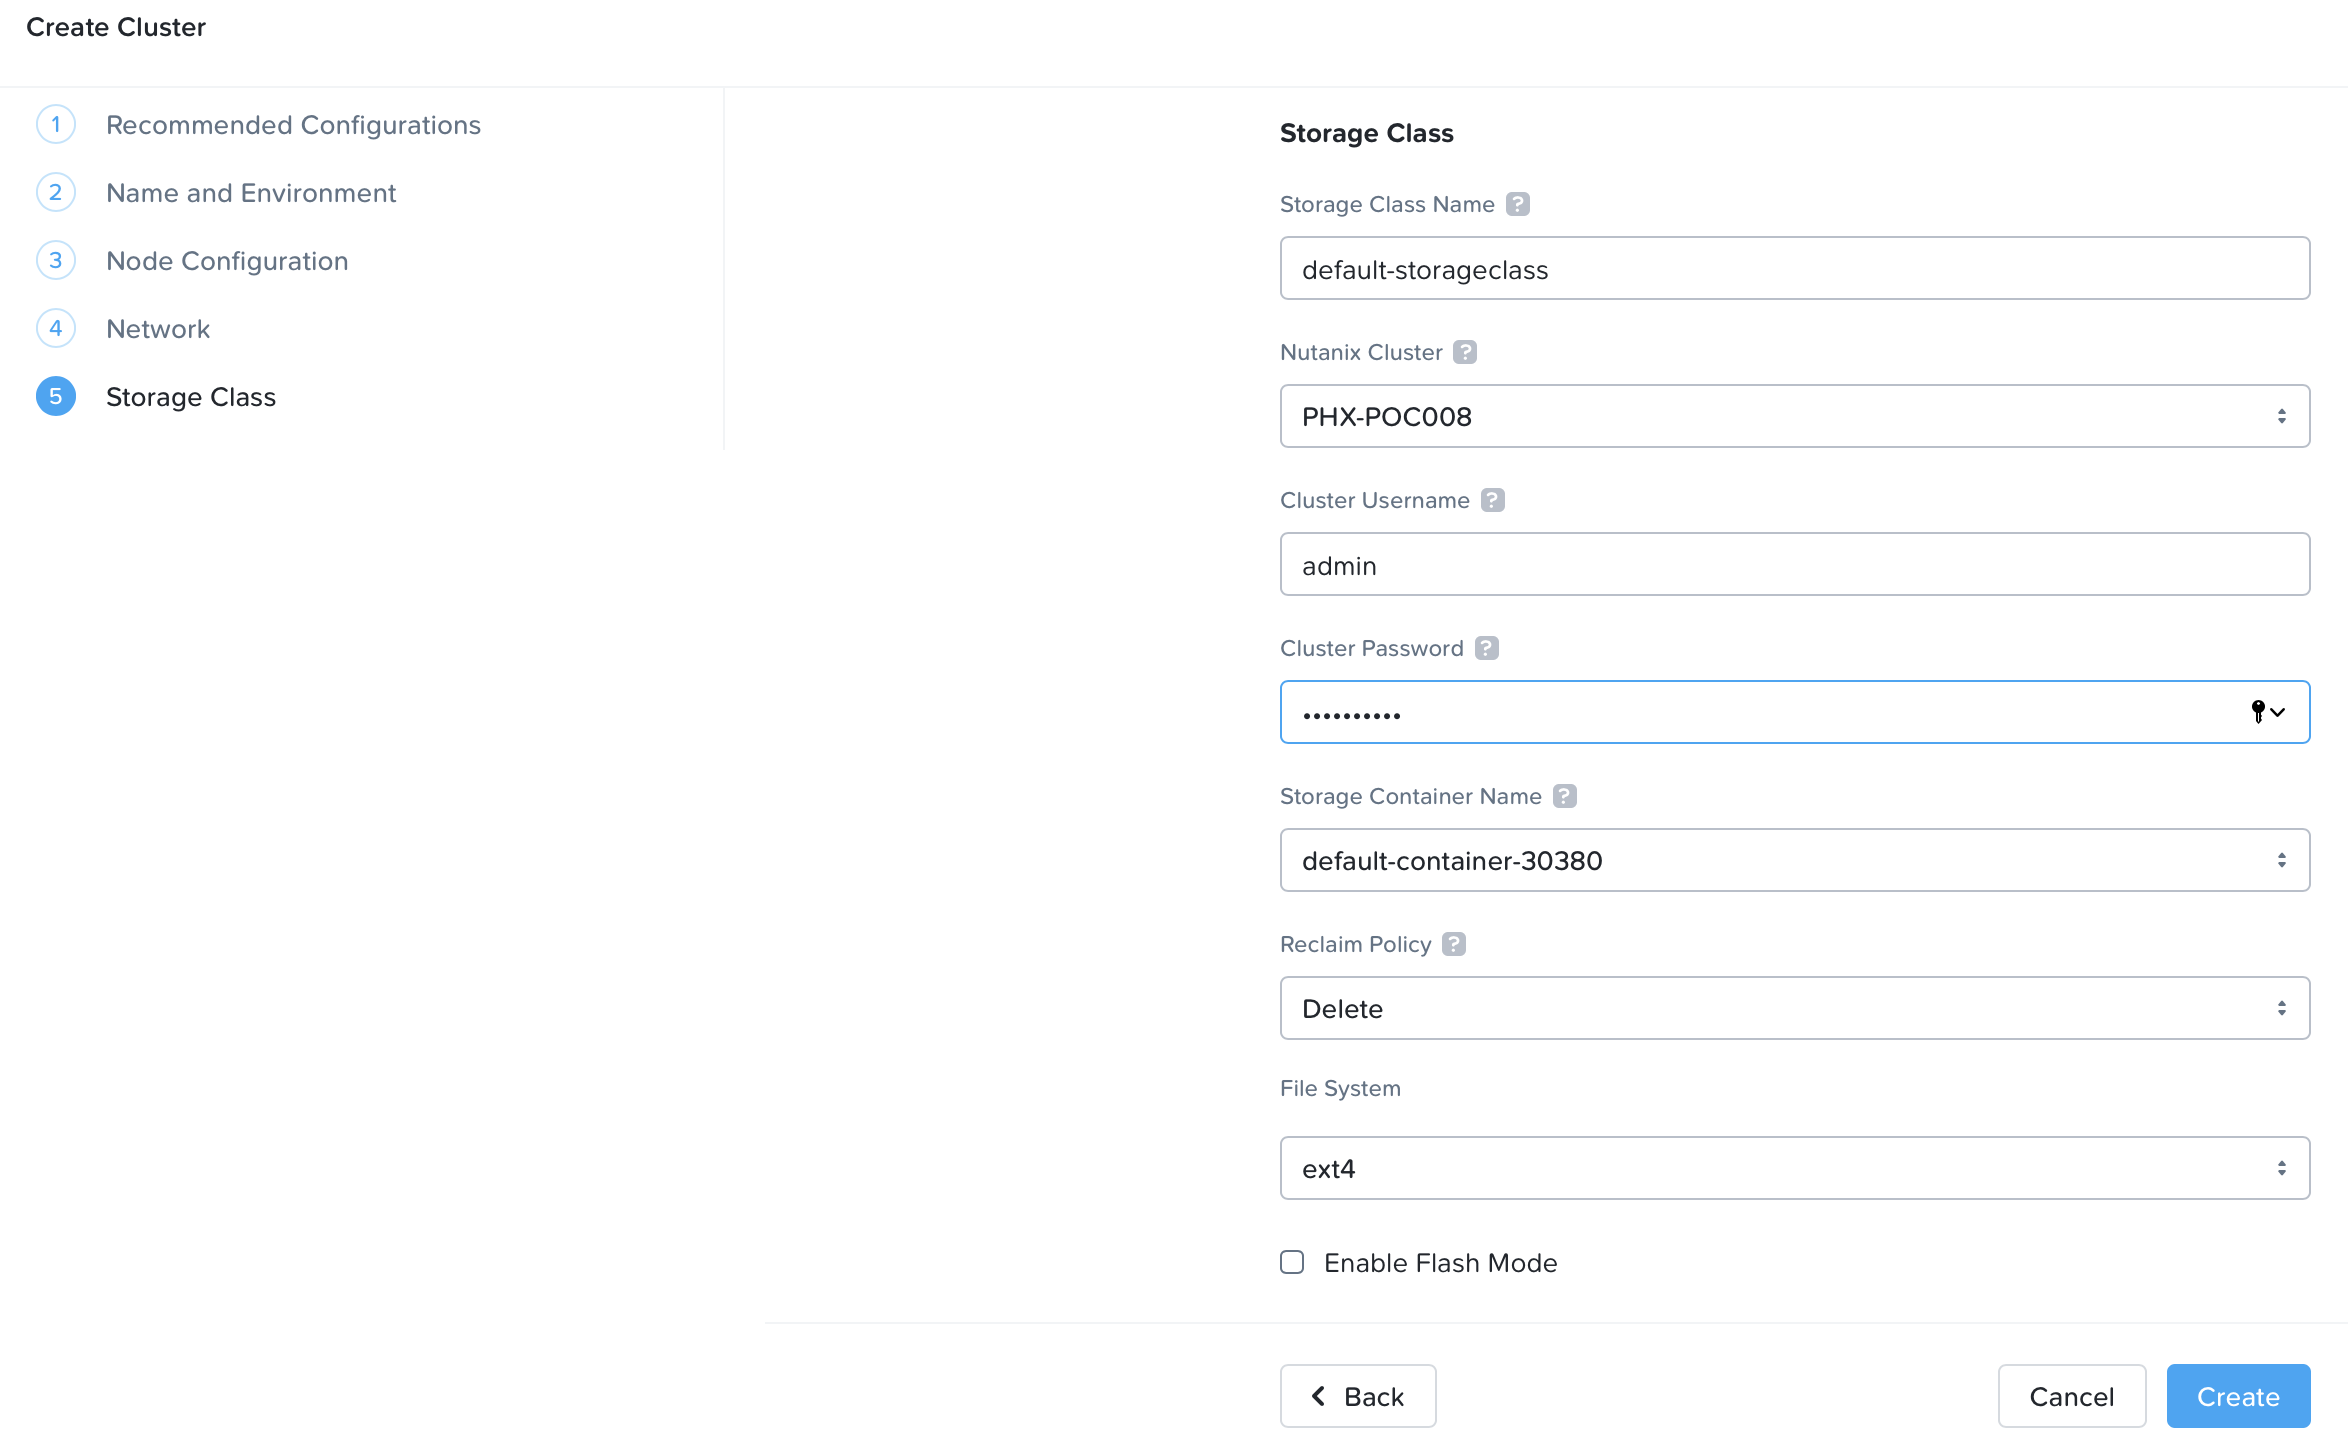 Create Cluster
1 Recommended Configurations
2 Name and Environment
3 Node Configuration
4 Network
5 Storage Class
Storage Class
Storage Class Name ?
default-storageclass
Nutanix Cluster ?
PHX-POC008
Cluster Username ?
admin
Cluster Password ?
••••••••••
Storage Container Name ?
default-container-30380
Reclaim Policy ?
Delete
File System
ext4
Enable Flash Mode
Back Cancel Create